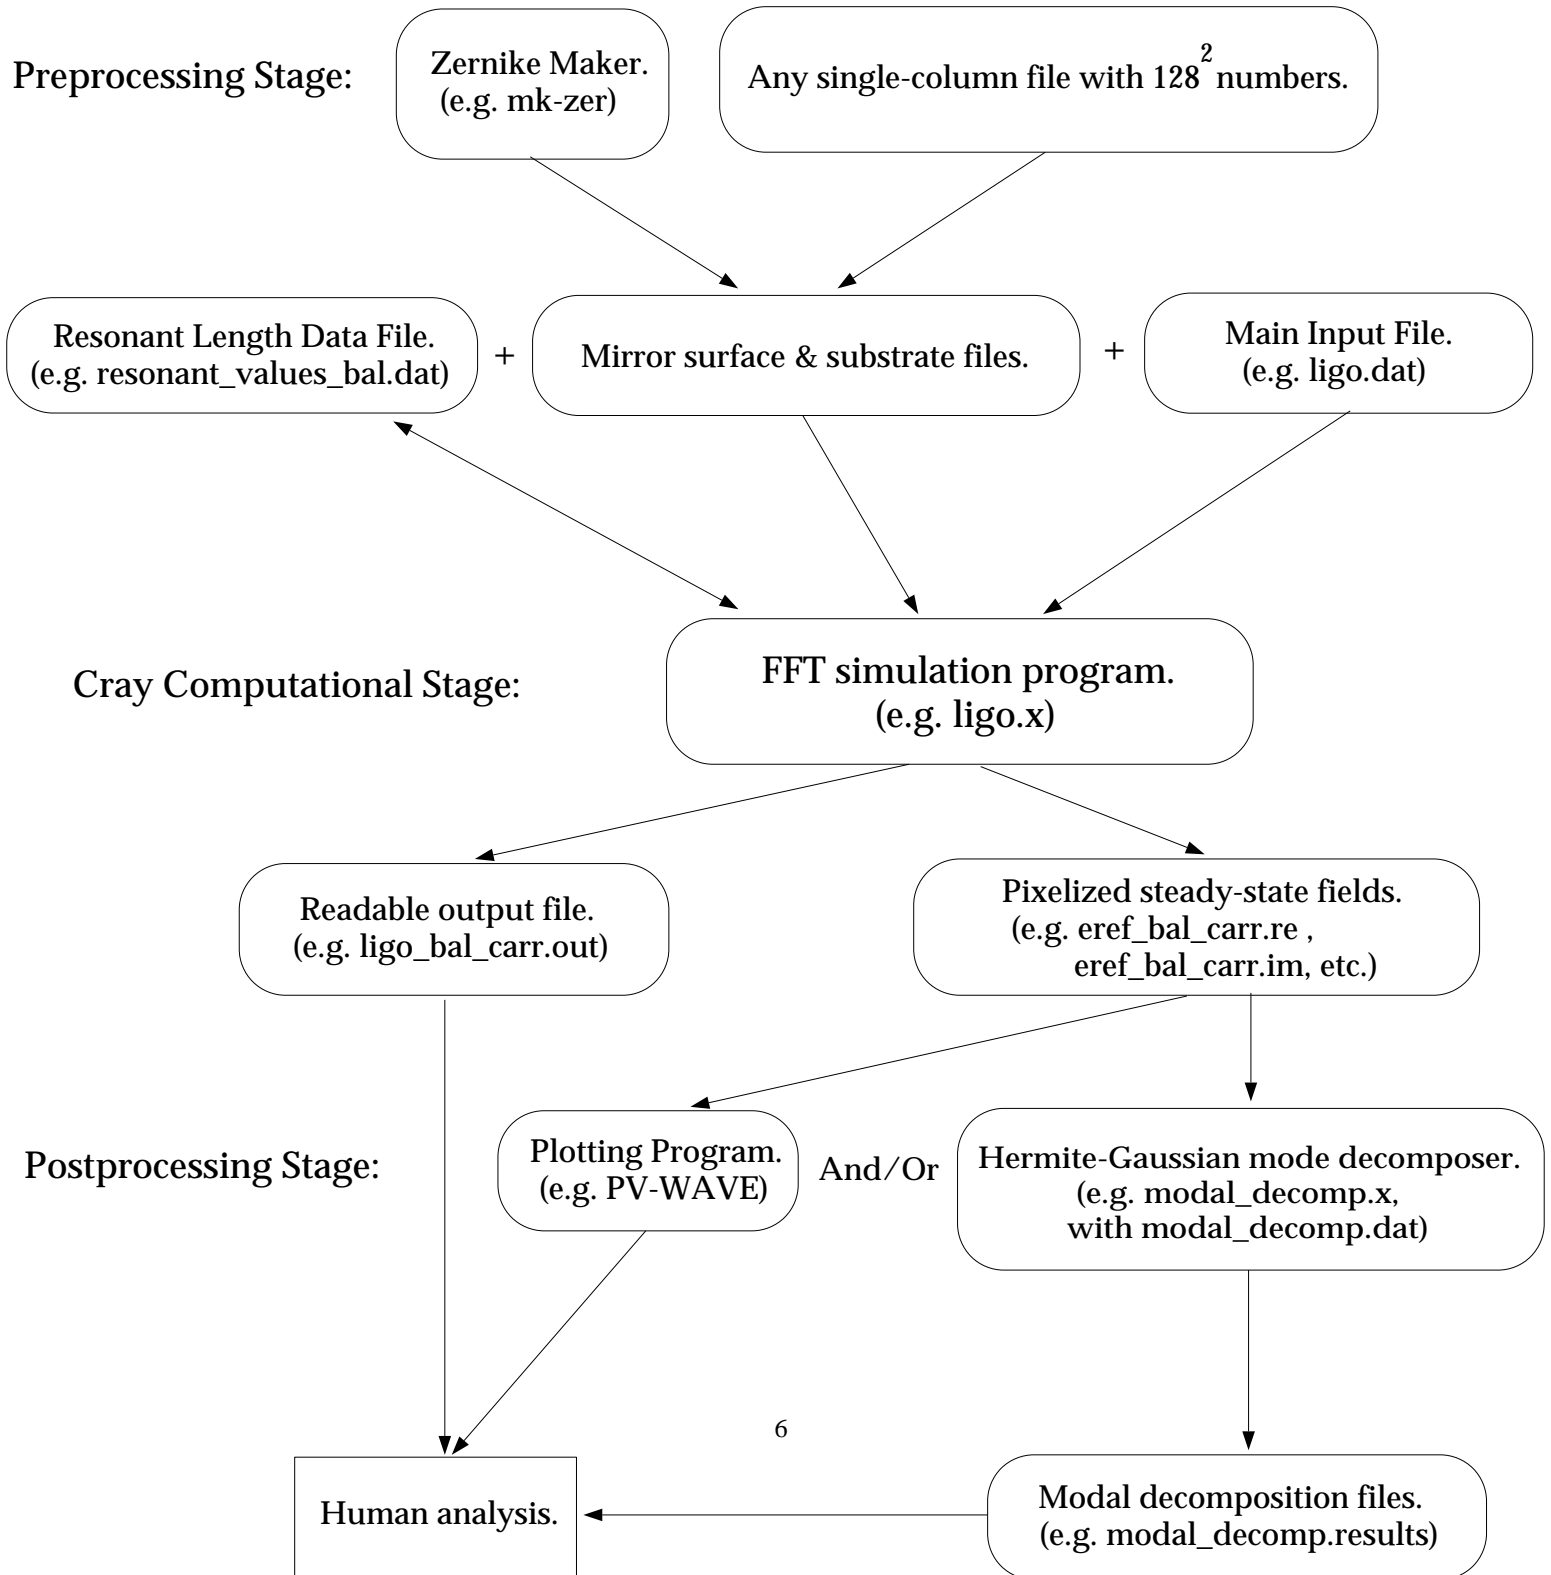 Preprocessing Stage:
Zernike Maker.
(e.g. mk-zer)
Any single-column file with 128² numbers.
Resonant Length Data File.
(e.g. resonant_values_bal.dat)
+
Mirror surface & substrate files.
+
Main Input File.
(e.g. ligo.dat)
Cray Computational Stage:
FFT simulation program.
(e.g. ligo.x)
Readable output file.
(e.g. ligo_bal_carr.out)
Pixelized steady-state fields.
(e.g. eref_bal_carr.re ,
eref_bal_carr.im, etc.)
Postprocessing Stage:
Plotting Program.
(e.g. PV-WAVE)
And/Or
Hermite-Gaussian mode decomposer.
(e.g. modal_decomp.x,
with modal_decomp.dat)
6
Human analysis.
Modal decomposition files.
(e.g. modal_decomp.results)